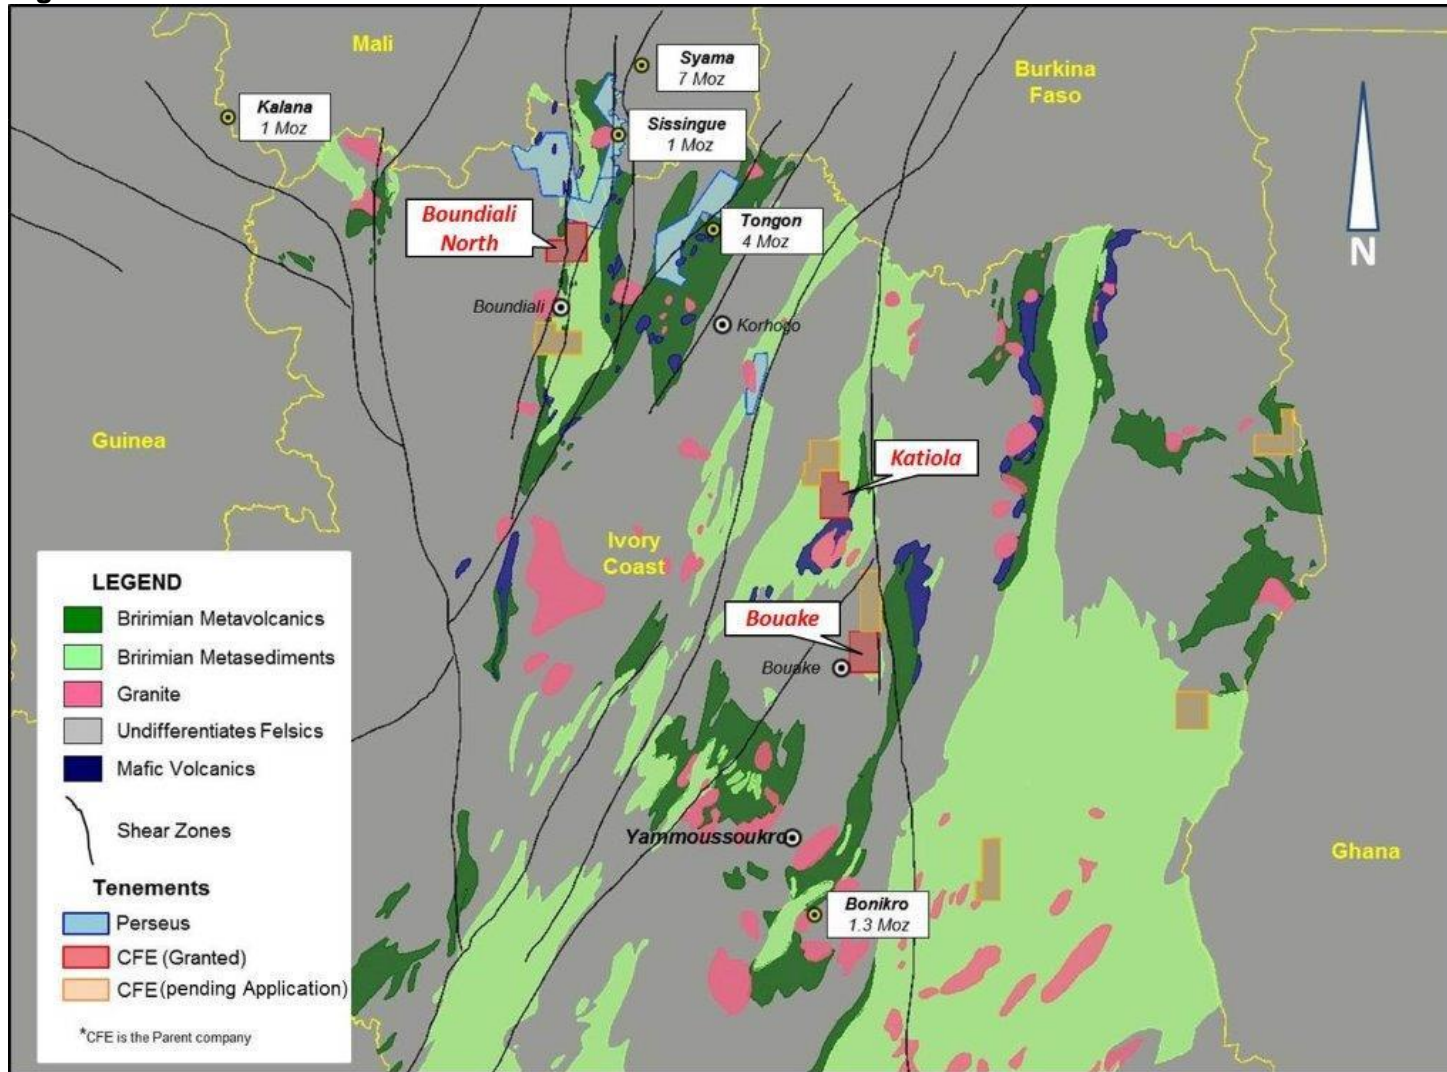 Mali
Syama
7 Moz
Burkina
Faso
Kalana
1 Moz
Sissingue
1 Moz
Boundiali
North
Tongon
4 Moz
N
Boundiali
Korhogo
Guinea
Katiola
Ivory
Coast
LEGEND
Bririmian Metavolcanics
Bririmian Metasediments
Granite
Undifferentiates Felsics
Mafic Volcanics
Shear Zones
Tenements
Perseus
CFE (Granted)
CFE (pending Application)
*CFE is the Parent company
Bouake
Bouake
Yammoussoukro
Ghana
Bonikro
1.3 Moz